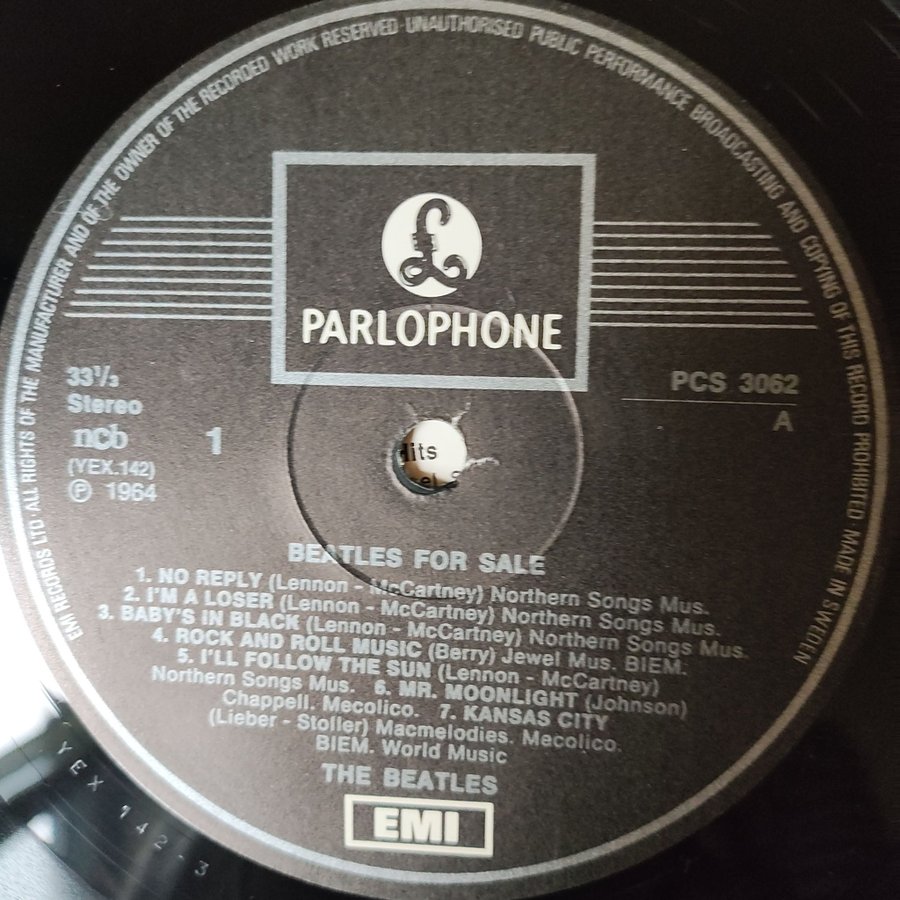 EMI RECORDS LTD ALL RIGHTS OF THE MANUFACTURER AND OF THE OWNER OF THE RECORDED WORK RESERVED UNAUTHORISED PUBLIC PERFORMANCE BROADCASTING AND COPYING OF THIS RECORD PROHIBITED MADE IN SWEDEN
£
PARLOPHONE
33⅓
Stereo
ncb
(YEX.142)
℗ 1964
1
PCS 3062
A
BEATLES FOR SALE
1. NO REPLY (Lennon - McCartney) Northern Songs Mus.
2. I'M A LOSER (Lennon - McCartney) Northern Songs Mus.
3. BABY'S IN BLACK (Lennon - McCartney) Northern Songs Mus.
4. ROCK AND ROLL MUSIC (Berry) Jewel Mus. BIEM.
5. I'LL FOLLOW THE SUN (Lennon - McCartney)
Northern Songs Mus. 6. MR. MOONLIGHT (Johnson)
Chappell. Mecolico. 7. KANSAS CITY
(Lieber - Stoller) Macmelodies. Mecolico.
BIEM. World Music
THE BEATLES
EMI
YEX 142-3